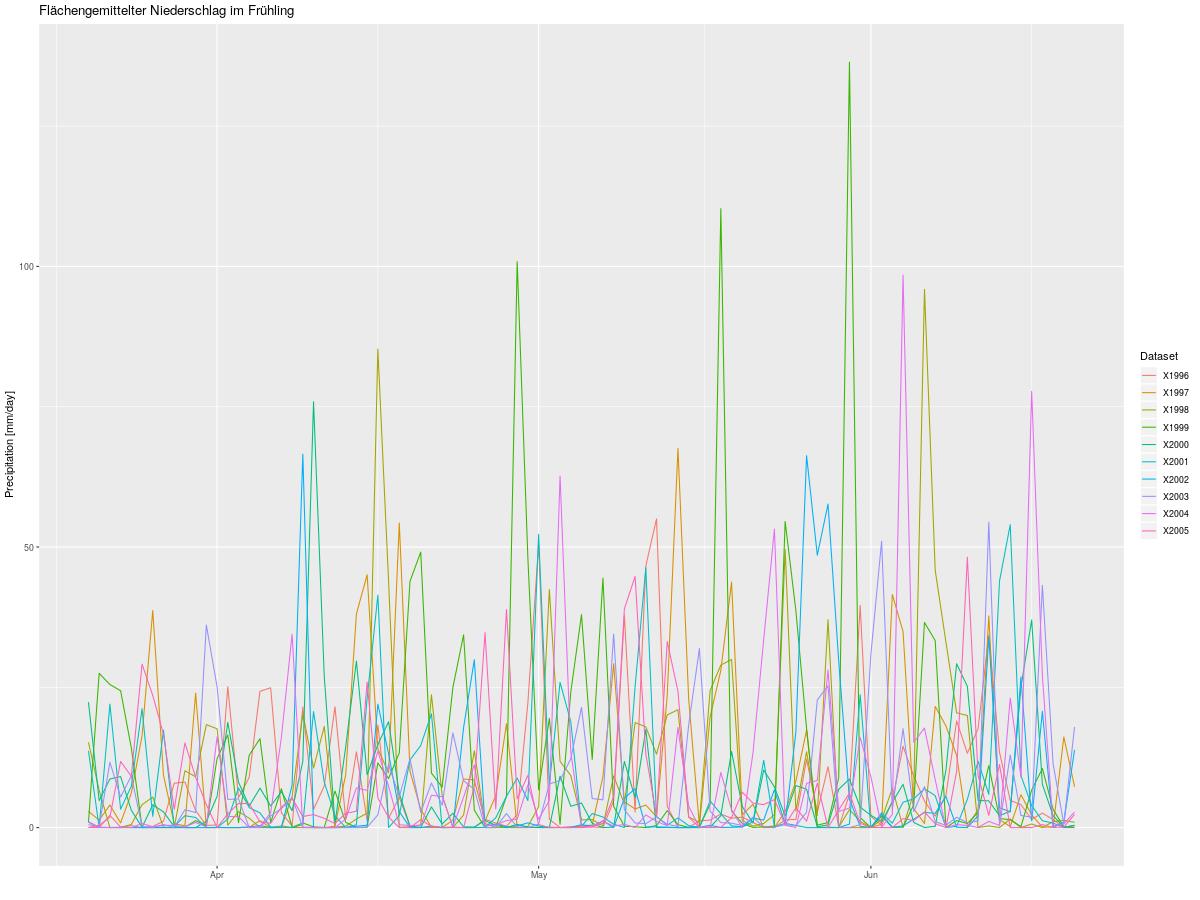 Flächengemittelter Niederschlag im Frühling
Precipitation [mm/day]
100
50
0
Apr
May
Jun
Dataset
X1996
X1997
X1998
X1999
X2000
X2001
X2002
X2003
X2004
X2005